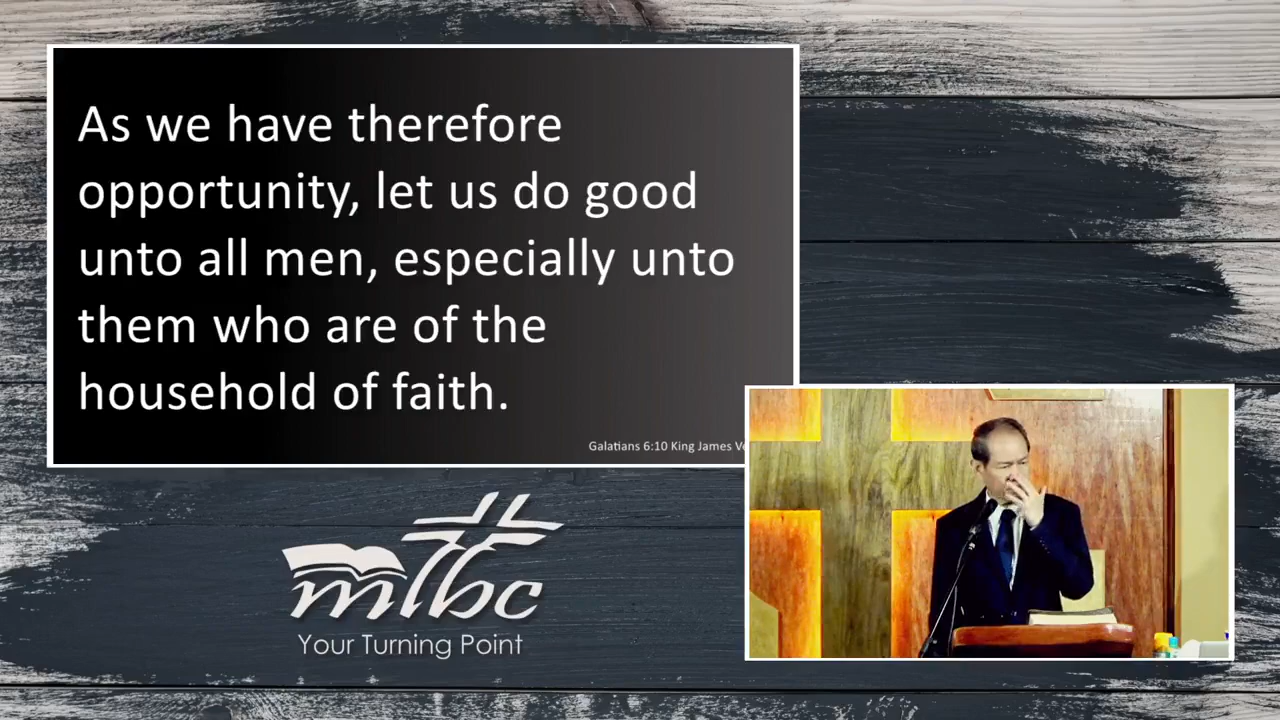 As we have therefore
opportunity, let us do good
unto all men, especially unto
them who are of the
household of faith.
Galatians 6:10 King James
mtbc
Your Turning Point